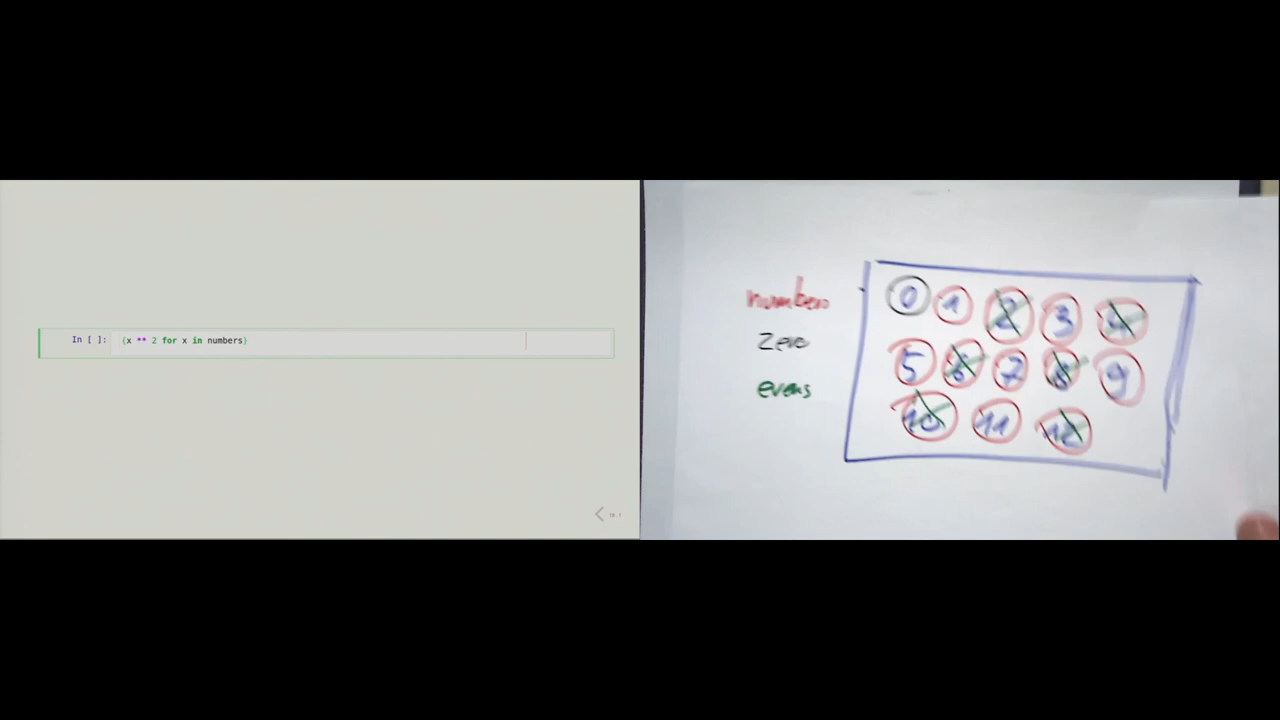 In [ ]: {x ** 2 for x in numbers}
numbers
zero
evens
0 1 2 3 4
5 6 7 8 9
10 11 12